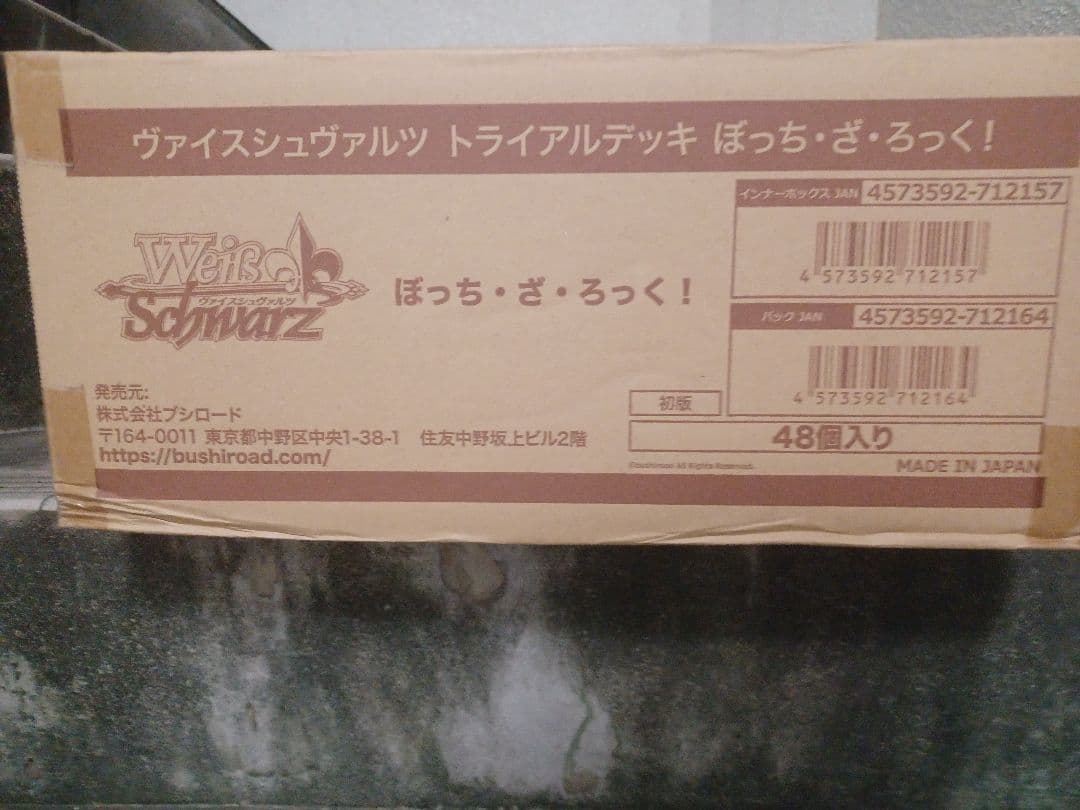 ヴァイスシュヴァルツ トライアルデッキ ぼっち・ざ・ろっく!
インナーボックス JAN 4573592-712157
4 573592 712157
Weiß
ヴァイスシュヴァルツ
Schwarz
ぼっち・ざ・ろっく!
パック JAN 4573592-712164
4 573592 712164
発売元:
株式会社ブシロード
〒164-0011 東京都中野区中央1-38-1 住友中野坂上ビル2階
https://bushiroad.com/
初版
48個入り
©bushiroad All Rights Reserved.
MADE IN JAPAN